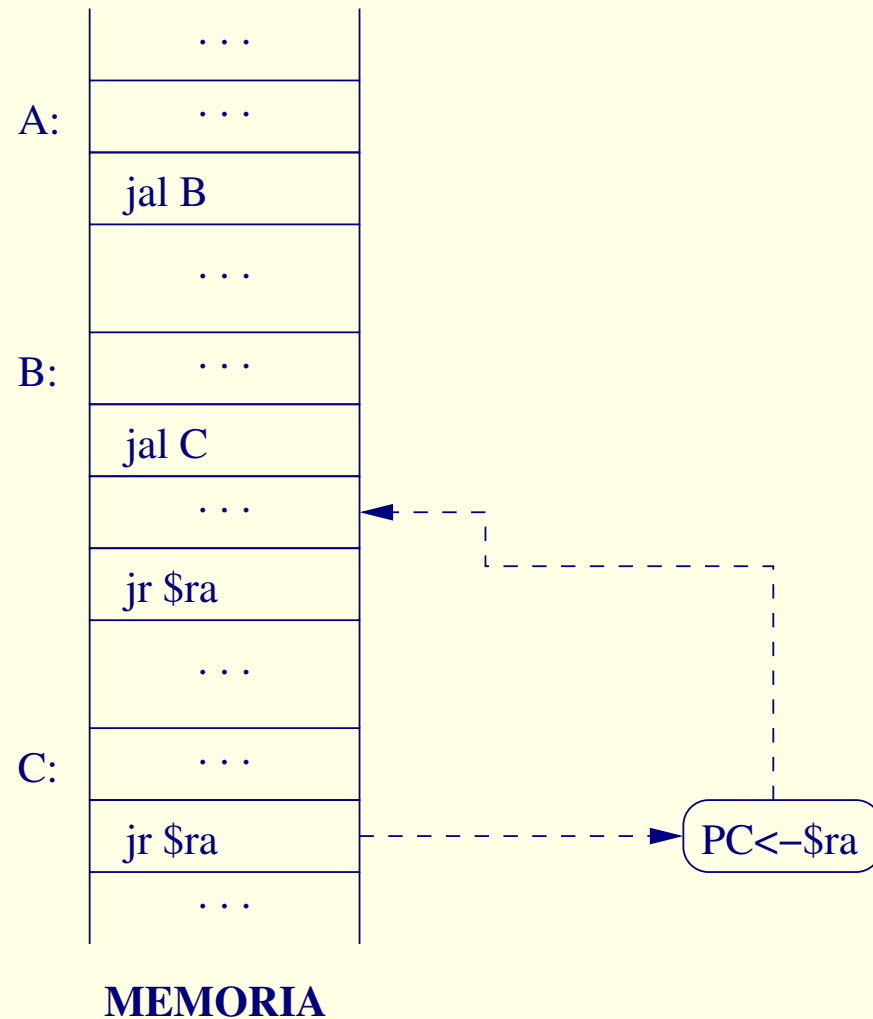 . . .
A: . . .
jal B
. . .
B: . . .
jal C
. . .
jr $ra
. . .
C: . . .
jr $ra
PC<–$ra
. . .
MEMORIA